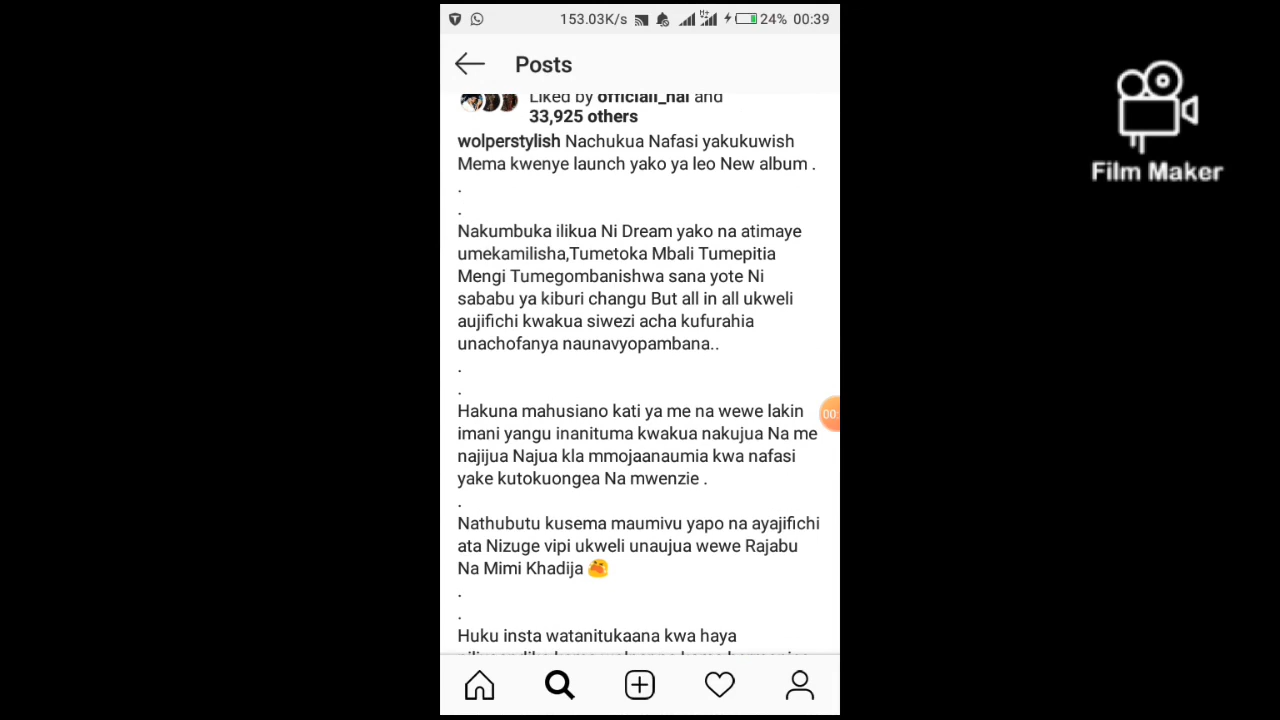 153.03K/s 24% 00:39
Posts
Film Maker
Liked by officiall_nai and
33,925 others
wolperstylish Nachukua Nafasi yakukuwish
Mema kwenye launch yako ya leo New album .
.
.
Nakumbuka ilikua Ni Dream yako na atimaye
umekamilisha,Tumetoka Mbali Tumepitia
Mengi Tumegombanishwa sana yote Ni
sababu ya kiburi changu But all in all ukweli
aujifichi kwakua siwezi acha kufurahia
unachofanya naunavyopambana..
.
.
Hakuna mahusiano kati ya me na wewe lakin
imani yangu inanituma kwakua nakujua Na me
najijua Najua kla mmojaanaumia kwa nafasi
yake kutokuongea Na mwenzie .
.
Nathubutu kusema maumivu yapo na ayajifichi
ata Nizuge vipi ukweli unaujua wewe Rajabu
Na Mimi Khadija
.
.
Huku insta watanitukaana kwa haya
00: